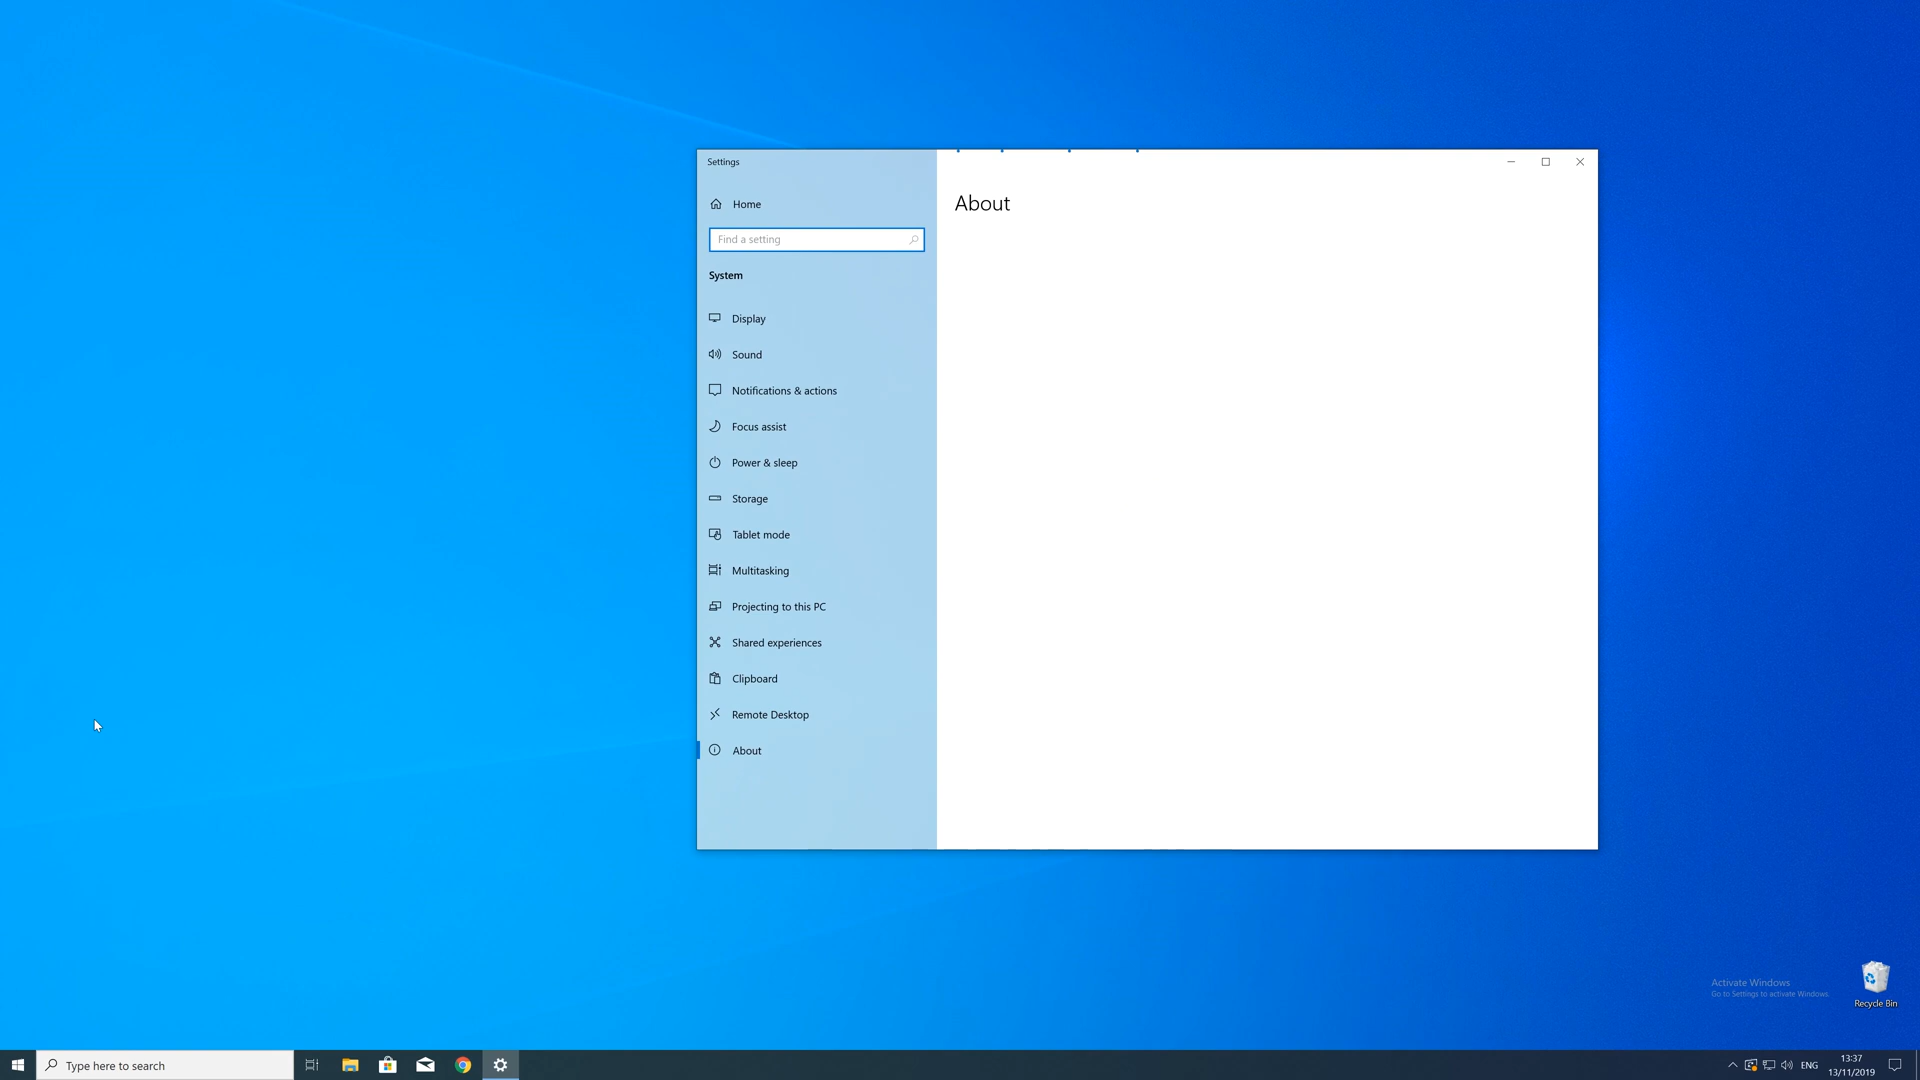 Settings
Home
Find a setting
System
Display
Sound
Notifications & actions
Focus assist
Power & sleep
Storage
Tablet mode
Multitasking
Projecting to this PC
Shared experiences
Clipboard
Remote Desktop
About
About
Activate Windows
Go to Settings to activate Windows.
Recycle Bin
Type here to search
ENG
13:37
13/11/2019